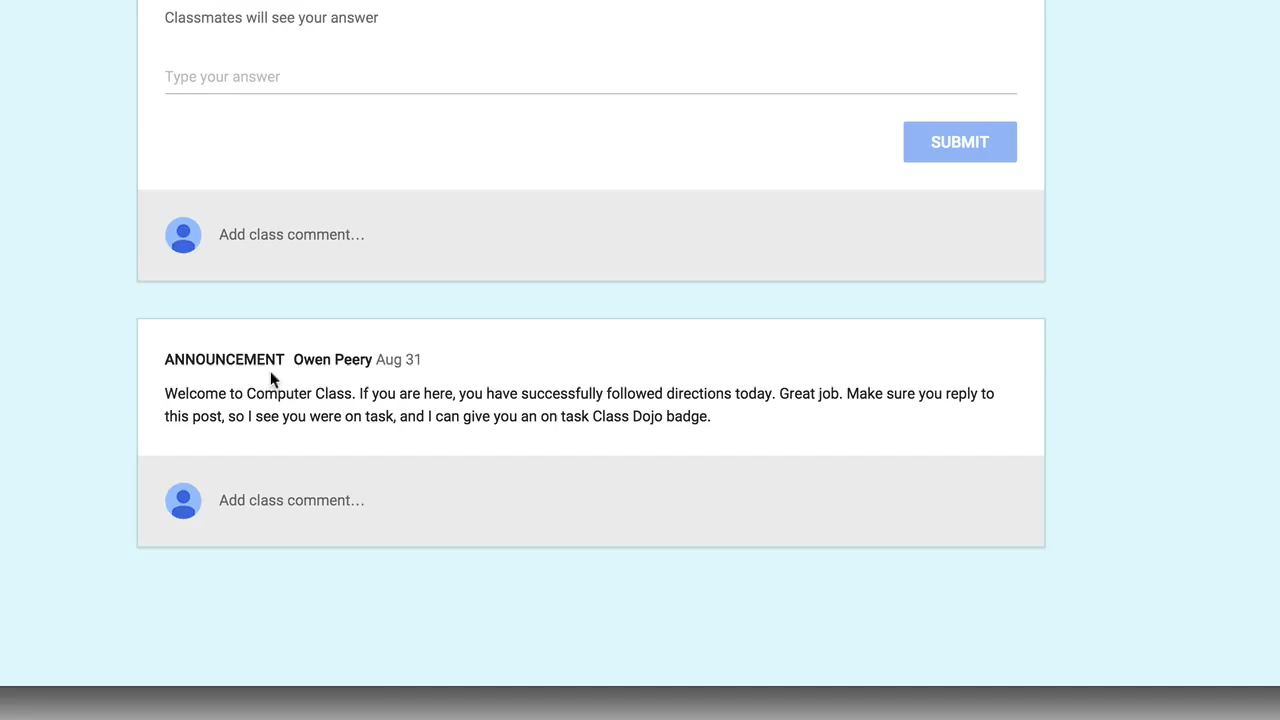 Classmates will see your answer
Type your answer
SUBMIT
Add class comment…
ANNOUNCEMENT Owen Peery Aug 31
Welcome to Computer Class. If you are here, you have successfully followed directions today. Great job. Make sure you reply to
this post, so I see you were on task, and I can give you an on task Class Dojo badge.
Add class comment…